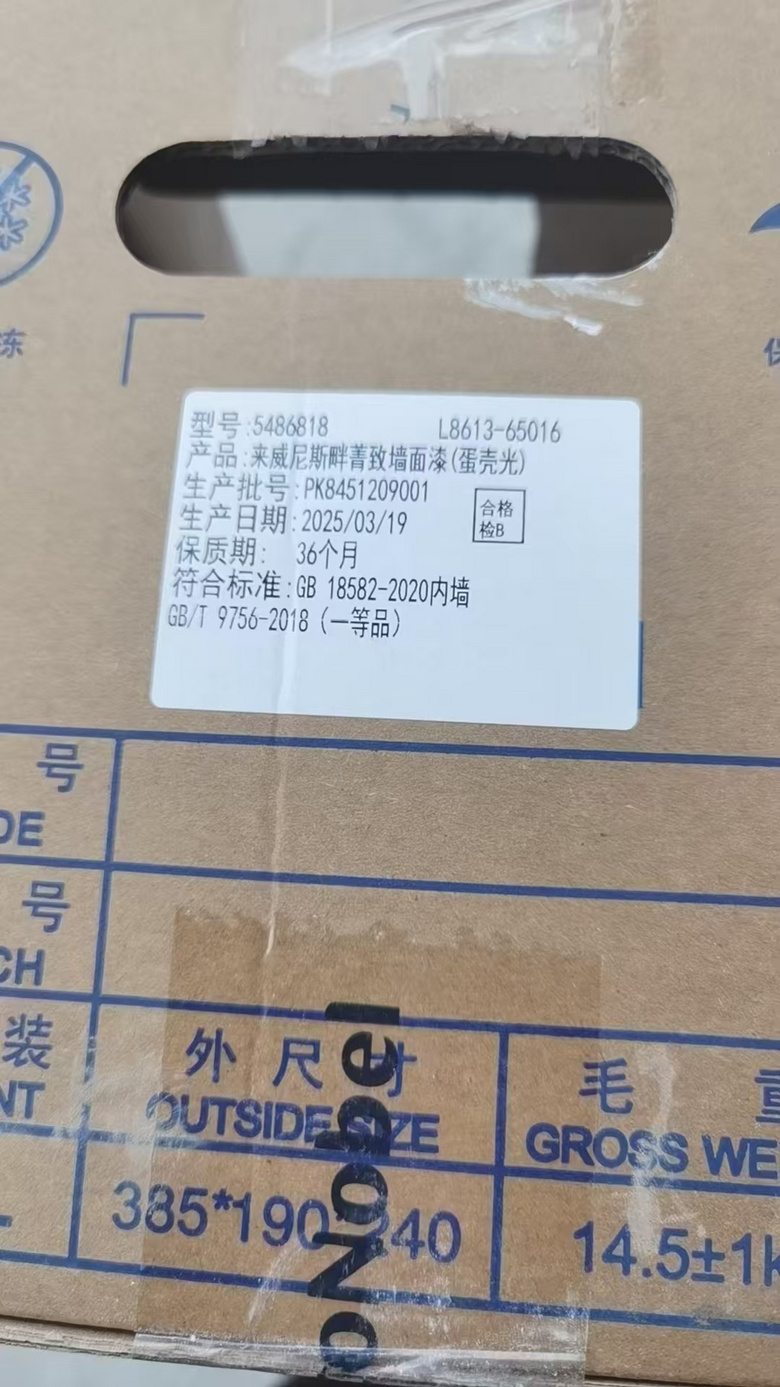 冻
型号:5486818 L8613-65016
产品:来威尼斯畔菁致墙面漆(蛋壳光)
生产批号:PK8451209001
合格
检B
生产日期:2025/03/19
保质期: 36个月
符合标准:GB 18582-2020内墙
GB/T 9756-2018 (一等品)
号
DE
号
CH
装
NT
外尺寸
OUTSIDE SIZE
385*190*240
毛重
GROSS WE
14.5±1k
oNobel